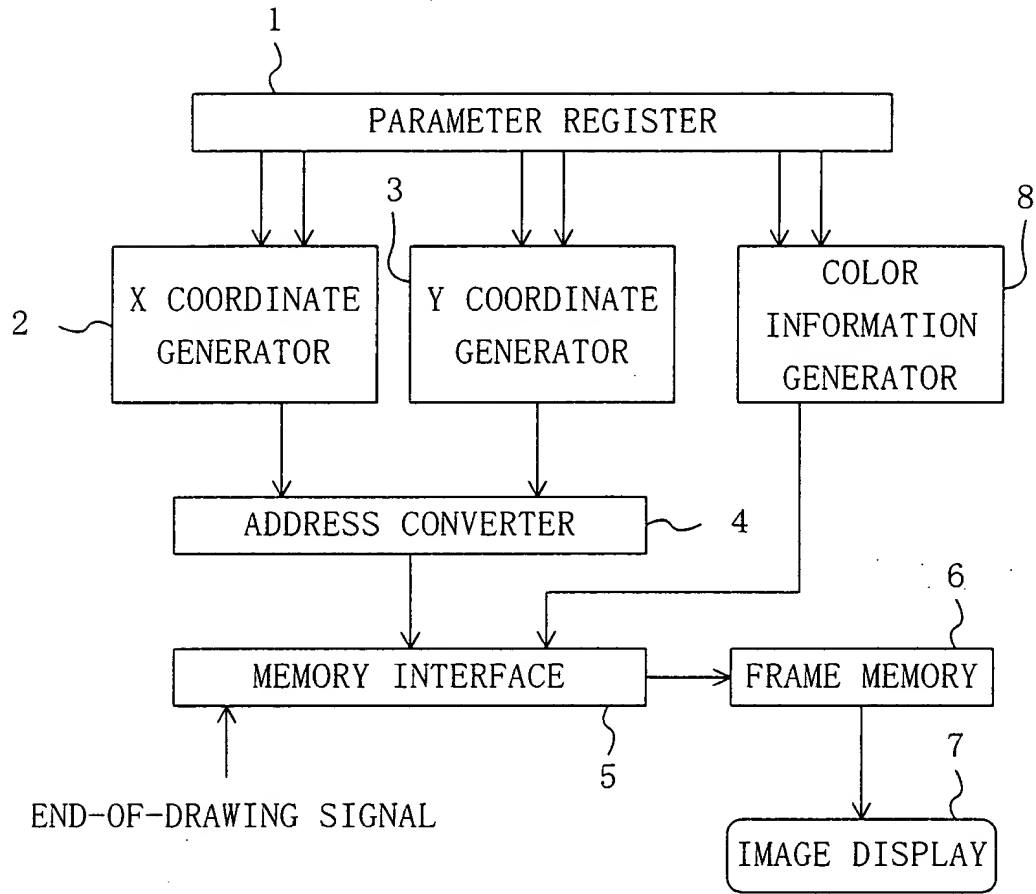 1
PARAMETER REGISTER
2
X COORDINATE
GENERATOR
3
Y COORDINATE
GENERATOR
8
COLOR
INFORMATION
GENERATOR
ADDRESS CONVERTER
4
MEMORY INTERFACE
5
6
FRAME MEMORY
END-OF-DRAWING SIGNAL
7
IMAGE DISPLAY